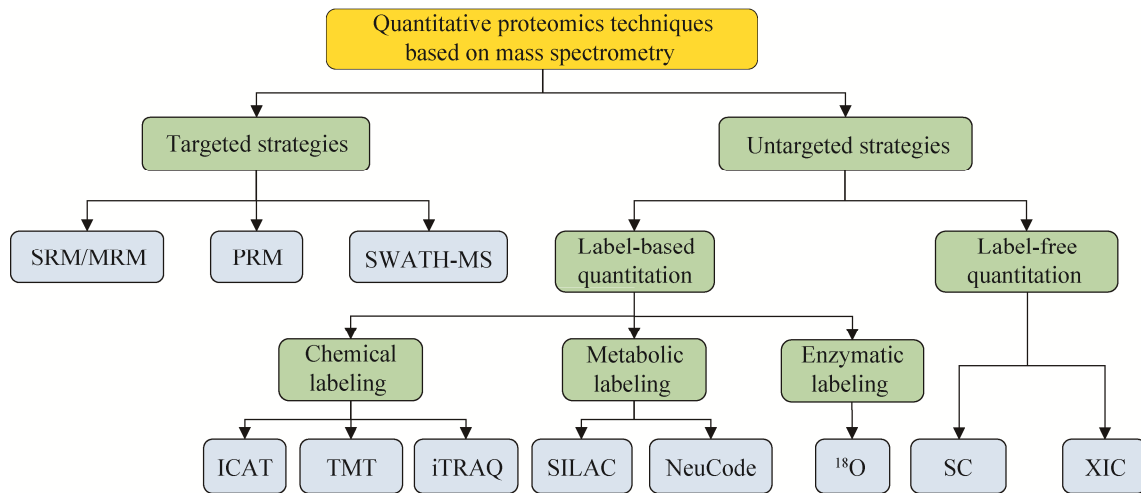 Quantitative proteomics techniques
based on mass spectrometry
Targeted strategies
Untargeted strategies
SRM/MRM
PRM
SWATH-MS
Label-based
quantitation
Label-free
quantitation
Chemical
labeling
Metabolic
labeling
Enzymatic
labeling
ICAT
TMT
iTRAQ
SILAC
NeuCode
¹⁸O
SC
XIC